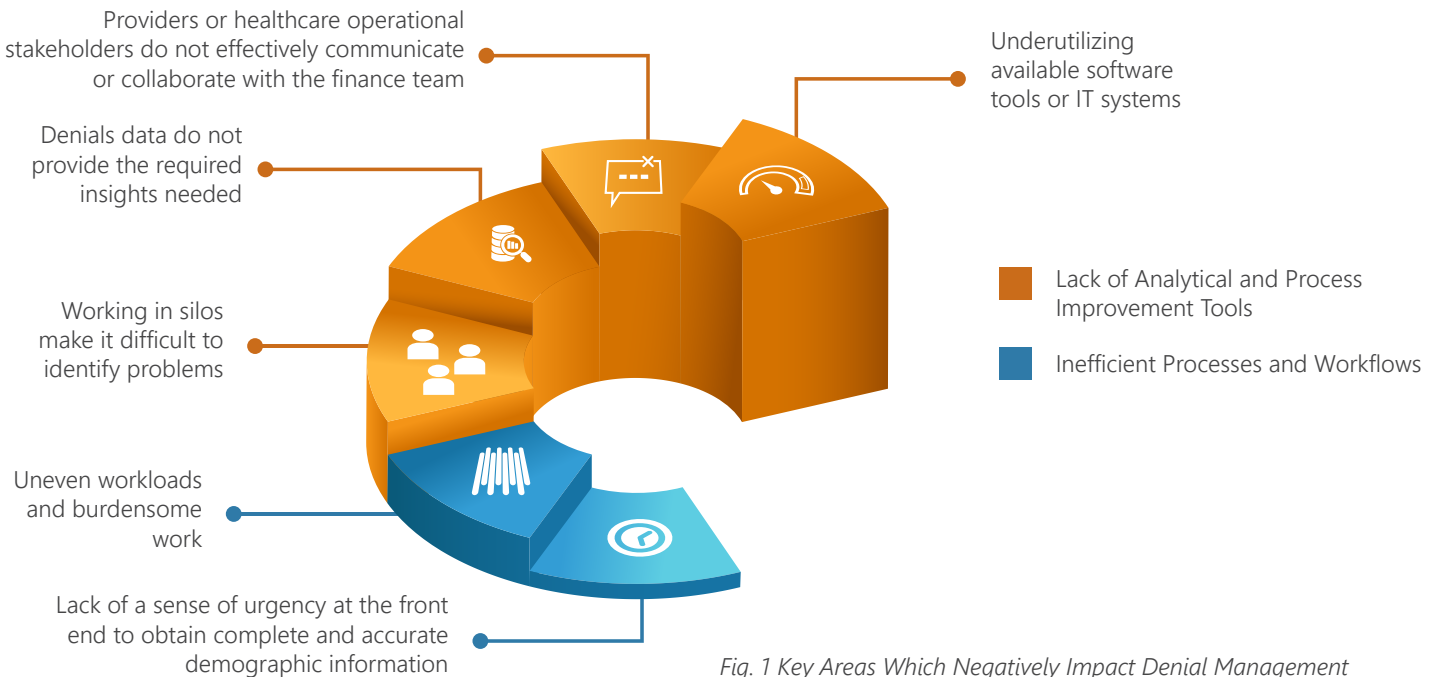 Providers or healthcare operational
stakeholders do not effectively communicate
or collaborate with the finance team
Underutilizing
available software
tools or IT systems
Denials data do not
provide the required
insights needed
Working in silos
make it difficult to
identify problems
Lack of Analytical and Process
Improvement Tools
Inefficient Processes and Workflows
Uneven workloads
and burdensome
work
Lack of a sense of urgency at the front
end to obtain complete and accurate
demographic information
Fig. 1 Key Areas Which Negatively Impact Denial Management